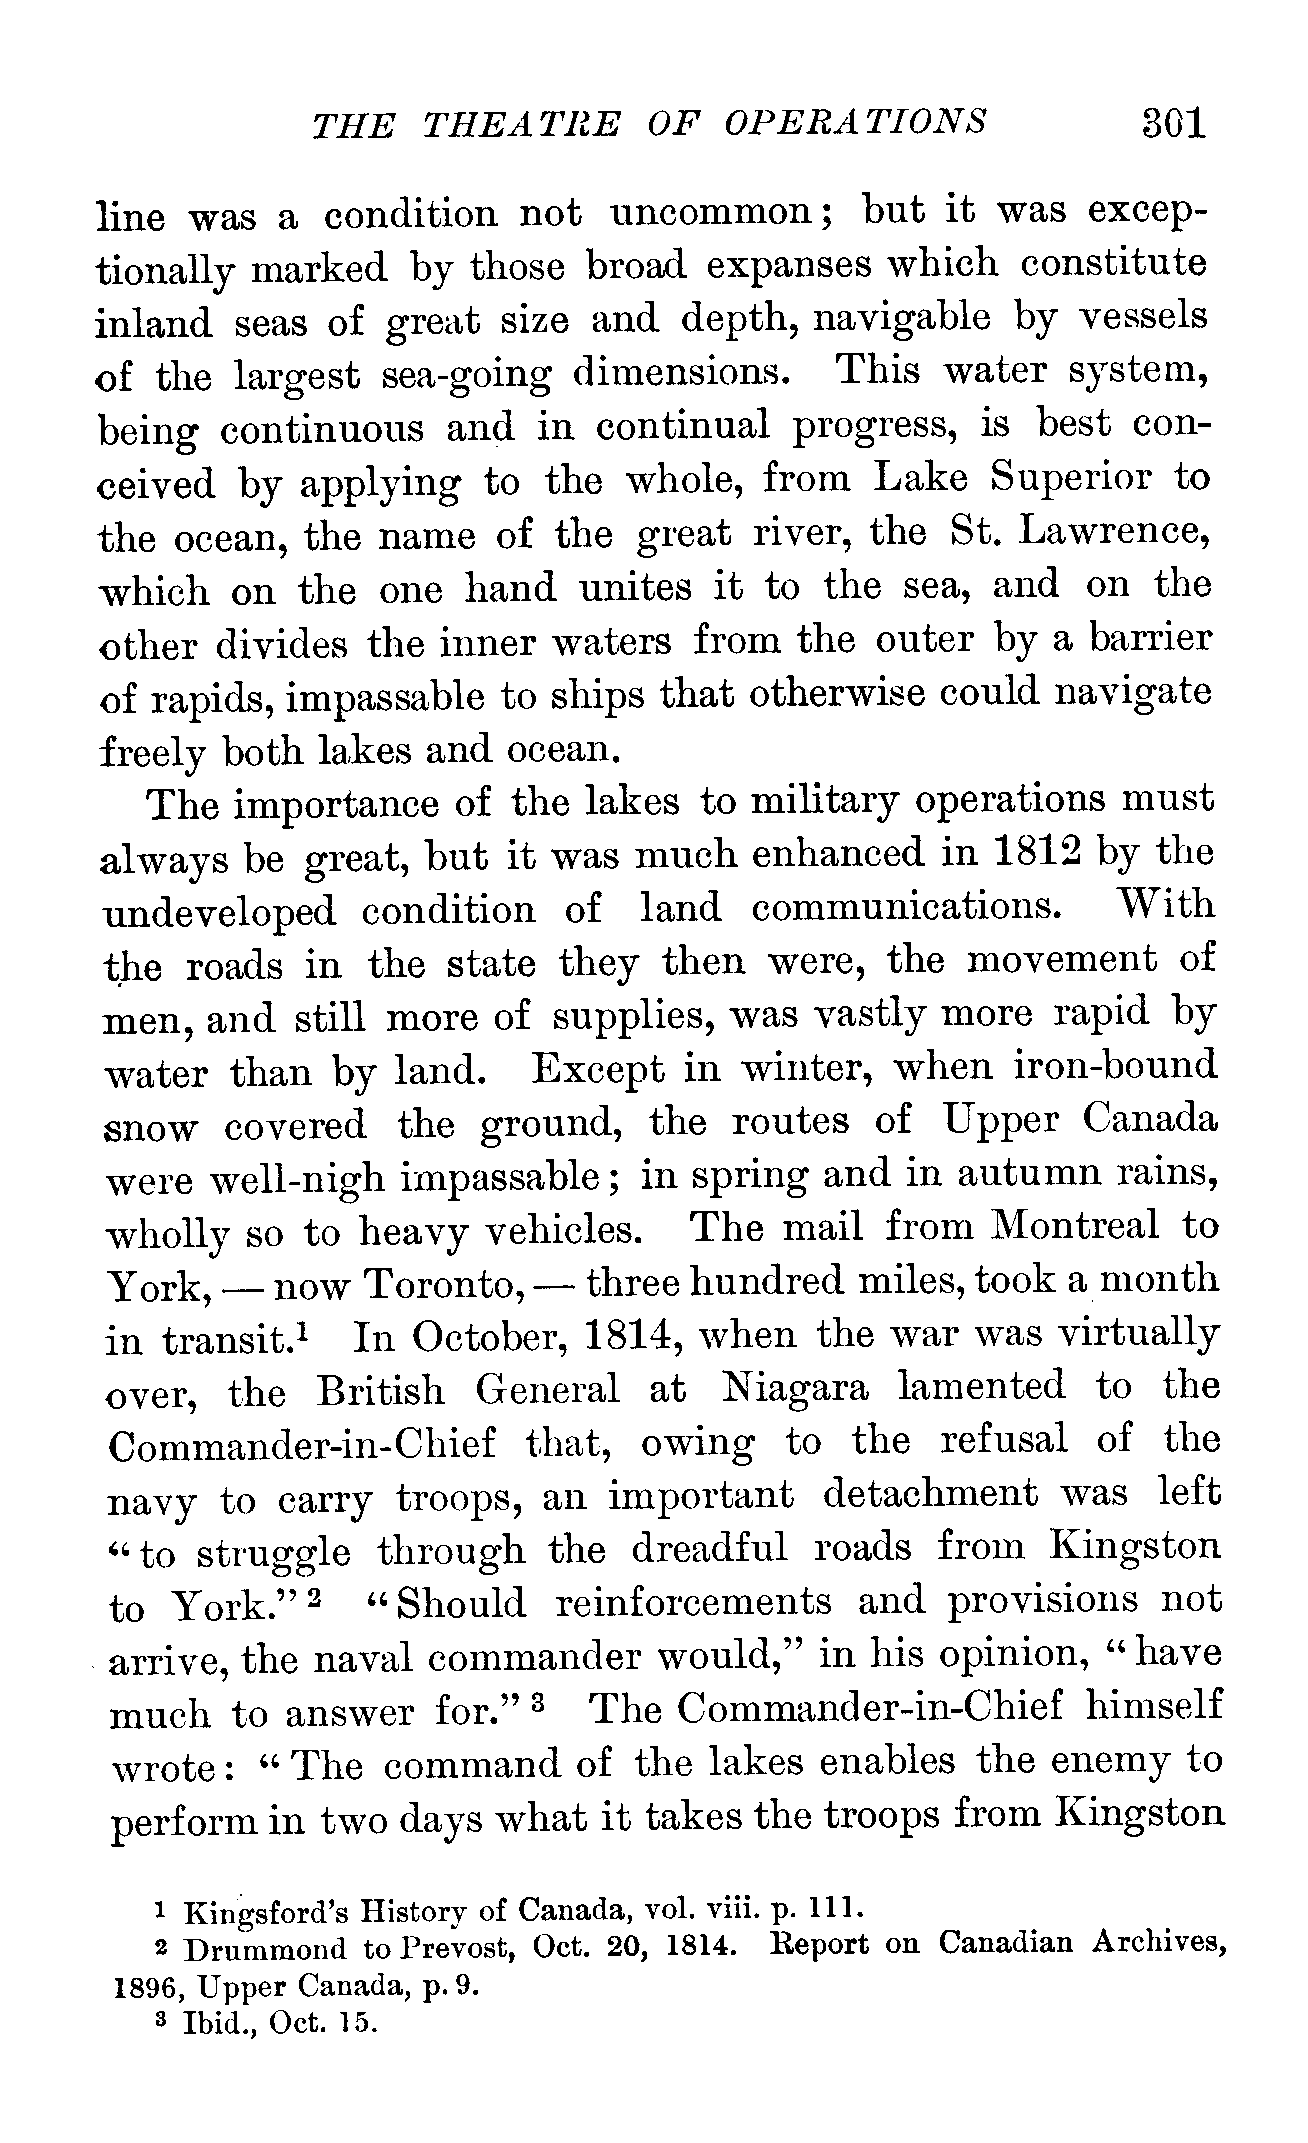 THE THEATRE OF OPERATIONS 301
line was a condition not uncommon; but it was excep-
tionally marked by those broad expanses which constitute
inland seas of great size and depth, navigable by vessels
of the largest sea-going dimensions. This water system,
being continuous and in continual progress, is best con-
ceived by applying to the whole, from Lake Superior to
the ocean, the name of the great river, the St. Lawrence,
which on the one hand unites it to the sea, and on the
other divides the inner waters from the outer by a barrier
of rapids, impassable to ships that otherwise could navigate
freely both lakes and ocean.
The importance of the lakes to military operations must
always be great, but it was much enhanced in 1812 by the
undeveloped condition of land communications. With
the roads in the state they then were, the movement of
men, and still more of supplies, was vastly more rapid by
water than by land. Except in winter, when iron-bound
snow covered the ground, the routes of Upper Canada
were well-nigh impassable; in spring and in autumn rains,
wholly so to heavy vehicles. The mail from Montreal to
York, — now Toronto, — three hundred miles, took a month
in transit.¹ In October, 1814, when the war was virtually
over, the British General at Niagara lamented to the
Commander-in-Chief that, owing to the refusal of the
navy to carry troops, an important detachment was left
“to struggle through the dreadful roads from Kingston
to York.” ² “Should reinforcements and provisions not
arrive, the naval commander would,” in his opinion, “have
much to answer for.” ³ The Commander-in-Chief himself
wrote: “The command of the lakes enables the enemy to
perform in two days what it takes the troops from Kingston
¹ Kingsford's History of Canada, vol. viii. p. 111.
² Drummond to Prevost, Oct. 20, 1814. Report on Canadian Archives,
1896, Upper Canada, p. 9.
³ Ibid., Oct. 15.